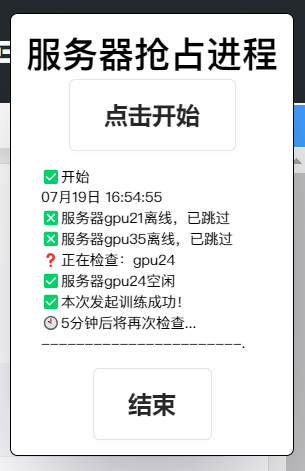 服务器抢占进程
点击开始
✅开始
07月19日 16:54:55
❎服务器gpu21离线，已跳过
❎服务器gpu35离线，已跳过
❓正在检查：gpu24
✅服务器gpu24空闲
✅本次发起训练成功！
🕙5分钟后将再次检查...
------------------------.
结束